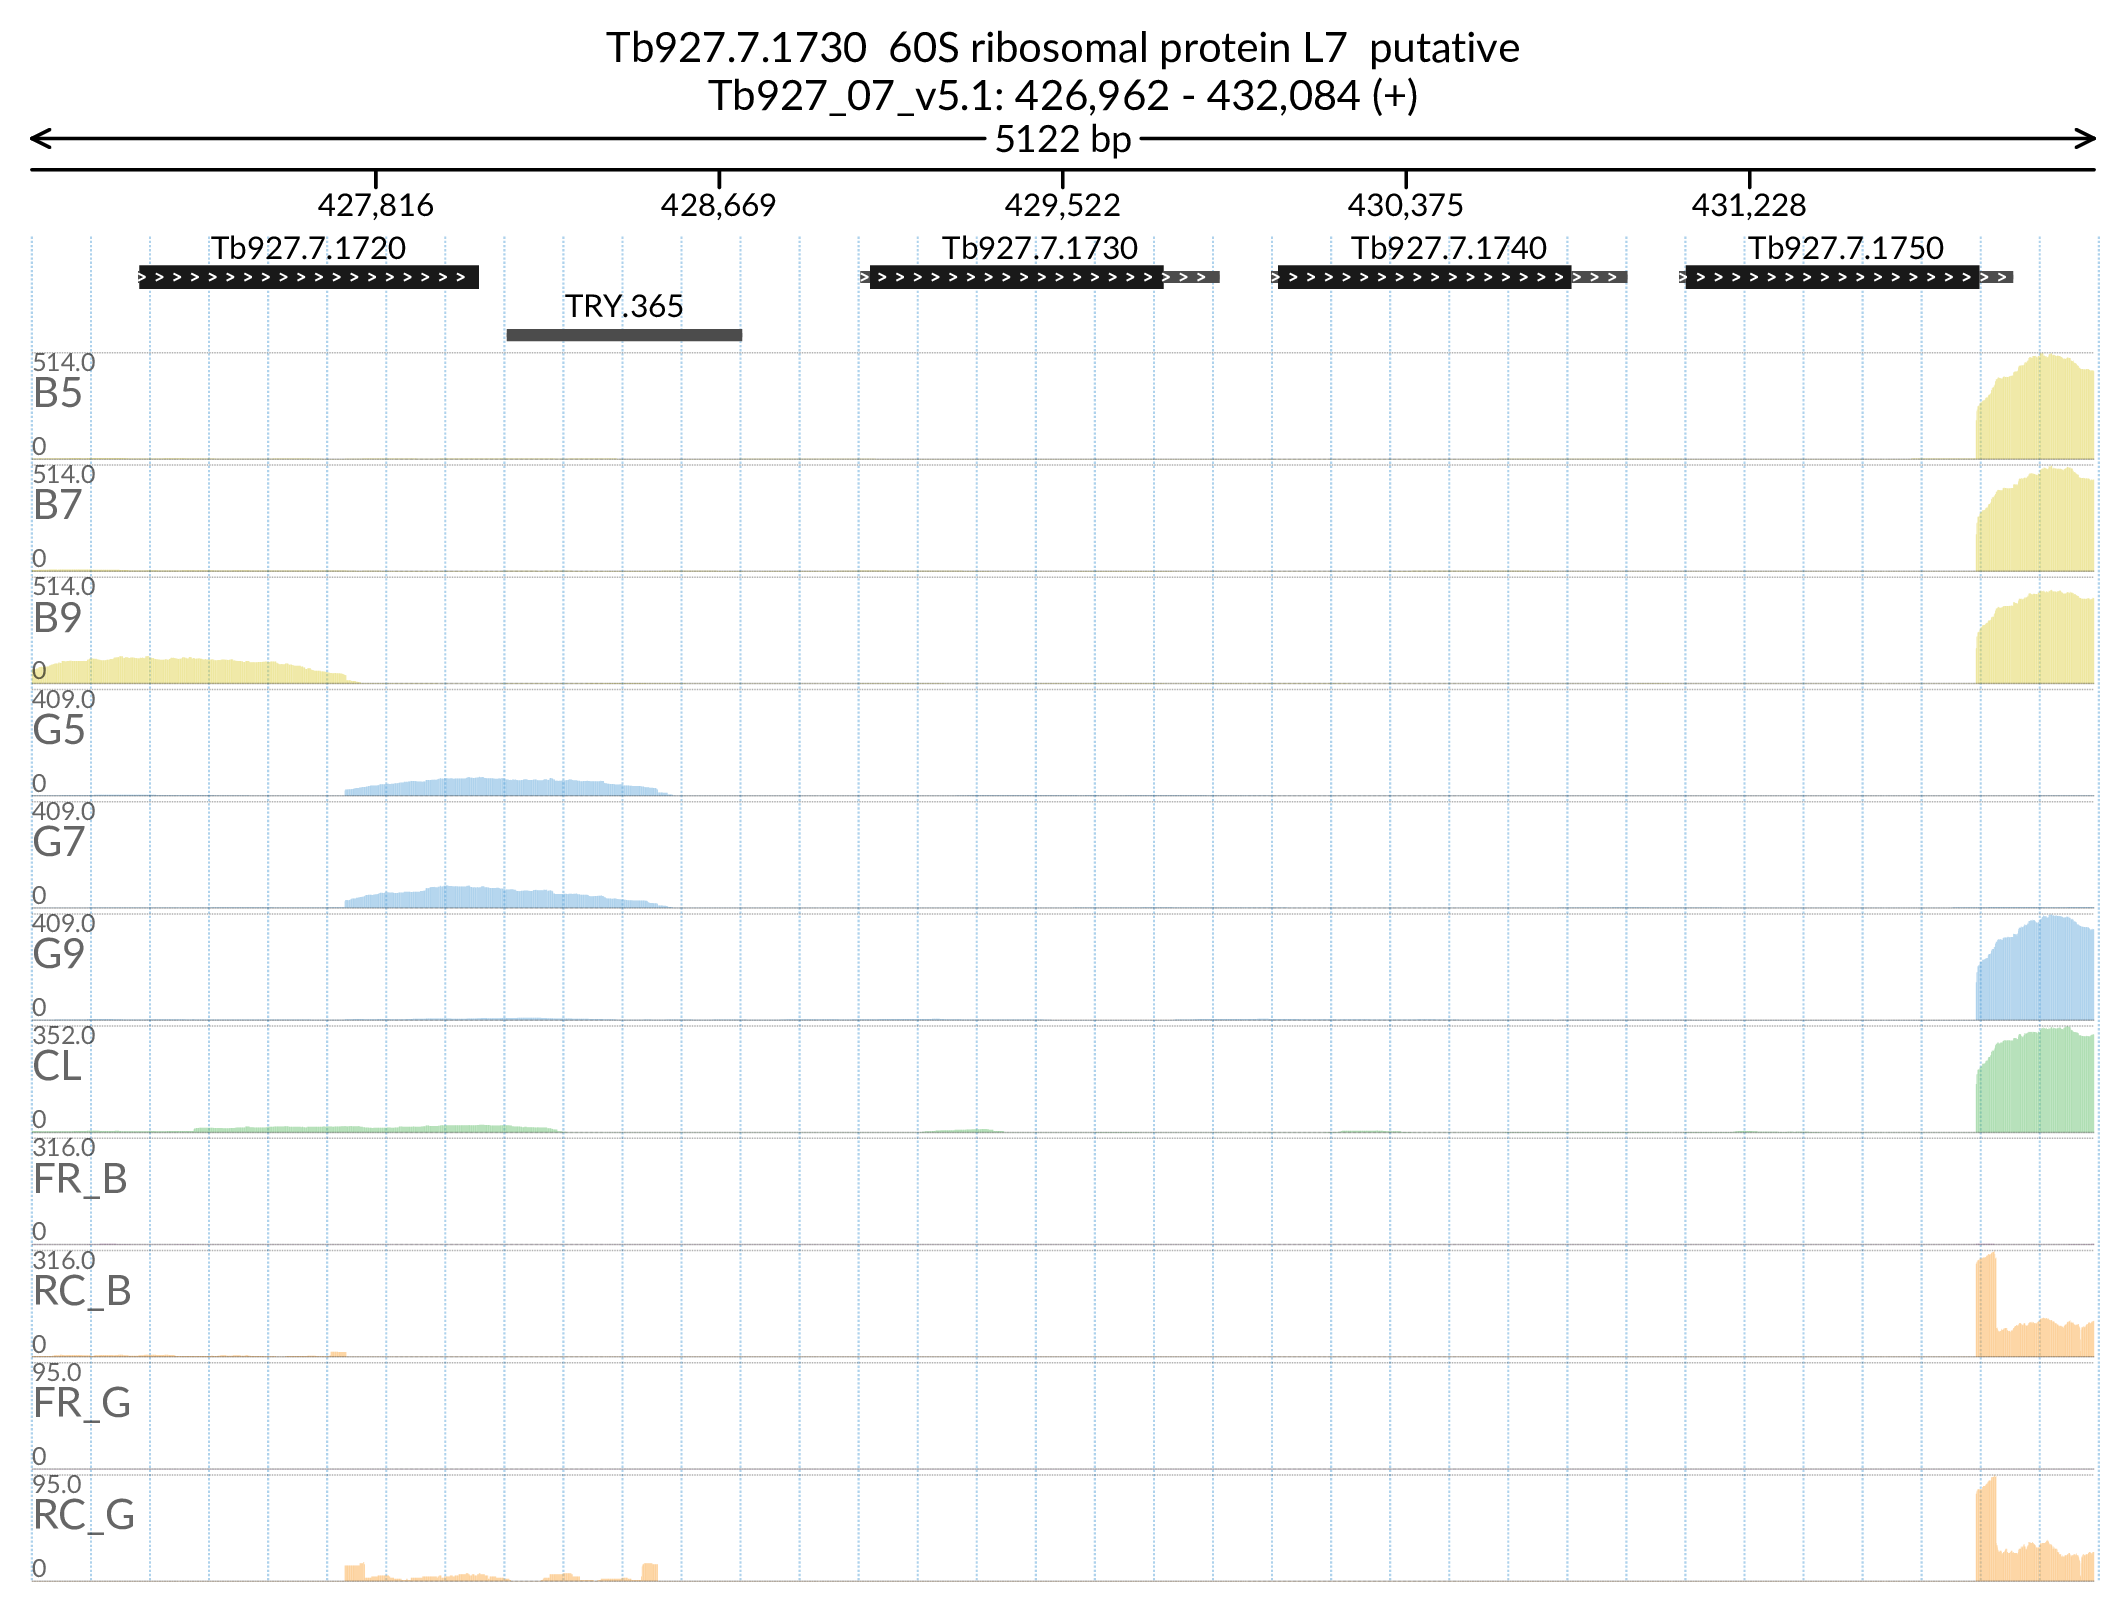 Tb927.7.1730 60S ribosomal protein L7 putative
Tb927_07_v5.1: 426,962 - 432,084 (+)
5122 bp
427,816 428,669 429,522 430,375 431,228
Tb927.7.1720 Tb927.7.1730 Tb927.7.1740 Tb927.7.1750
TRY.365
514.0
B5
0
514.0
B7
0
514.0
B9
0
409.0
G5
0
409.0
G7
0
409.0
G9
0
352.0
CL
0
316.0
FR_B
0
316.0
RC_B
0
95.0
FR_G
0
95.0
RC_G
0